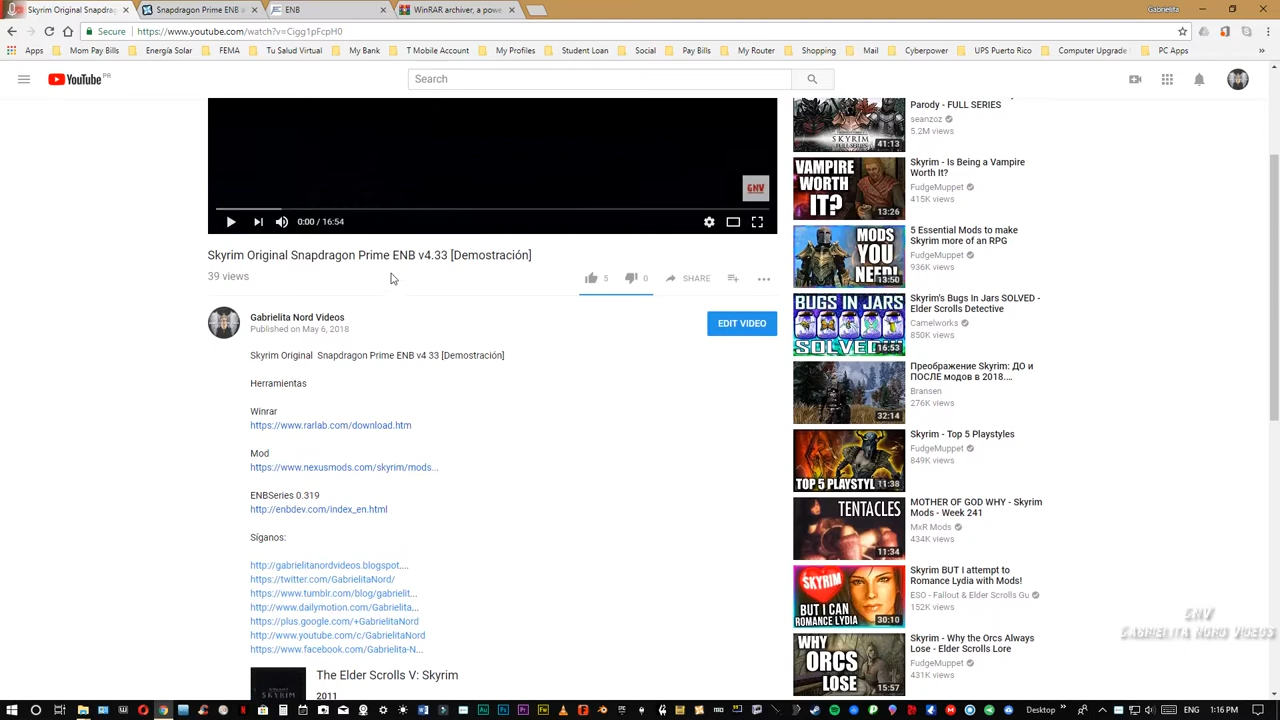 Skyrim Original Snapdrag
Snapdragon Prime ENB a
ENB
WinRAR archiver, a powe
Gabrielita
Secure
https://www.youtube.com/watch?v=Cigg1pFcpH0
Apps
Mom Pay Bills
Energía Solar
FEMA
Tu Salud Virtual
My Bank
T Mobile Account
My Profiles
Student Loan
Social
Pay Bills
My Router
Shopping
Mail
Cyberpower
UPS Puerto Rico
Computer Upgrade
PC Apps
YouTube PR
Search
GNV
0:00 / 16:54
Skyrim Original Snapdragon Prime ENB v4.33 [Demostración]
39 views
5
0
SHARE
Gabrielita Nord Videos
Published on May 6, 2018
EDIT VIDEO
Skyrim Original  Snapdragon Prime ENB v4 33 [Demostración]
Herramientas
Winrar
https://www.rarlab.com/download.htm
Mod
https://www.nexusmods.com/skyrim/mods...
ENBSeries 0.319
http://enbdev.com/index_en.html
Síganos:
http://gabrielitanordvideos.blogspot....
https://twitter.com/GabrielitaNord/
https://www.tumblr.com/blog/gabrielit...
http://www.dailymotion.com/Gabrielita...
https://plus.google.com/+GabrielitaNord
http://www.youtube.com/c/GabrielitaNord
https://www.facebook.com/Gabrielita-N...
SKYRIM
The Elder Scrolls V: Skyrim
2011
SKYRIM
FULL SERIES
41:13
Parody - FULL SERIES
seanzoz
5.2M views
VAMPIRE
WORTH
IT?
13:26
Skyrim - Is Being a Vampire
Worth It?
FudgeMuppet
415K views
MODS
YOU
NEED!
13:50
5 Essential Mods to make
Skyrim more of an RPG
FudgeMuppet
936K views
BUGS IN JARS
SOLVED
16:53
Skyrim's Bugs In Jars SOLVED -
Elder Scrolls Detective
Camelworks
850K views
32:14
Преображение Skyrim: ДО и
ПОСЛЕ модов в 2018....
Bransen
276K views
TOP 5 PLAYSTYL
11:38
Skyrim - Top 5 Playstyles
FudgeMuppet
849K views
TENTACLES
11:34
MOTHER OF GOD WHY - Skyrim
Mods - Week 241
MxR Mods
434K views
SKYRIM
BUT I CAN
ROMANCE LYDIA
30:10
Skyrim BUT I attempt to
Romance Lydia with Mods!
ESO - Fallout & Elder Scrolls Gu
152K views
WHY
ORCS
LOSE
15:57
Skyrim - Why the Orcs Always
Lose - Elder Scrolls Lore
FudgeMuppet
431K views
GNV
GABRIELITA NORD VIDEOS
Desktop
ENG
1:16 PM